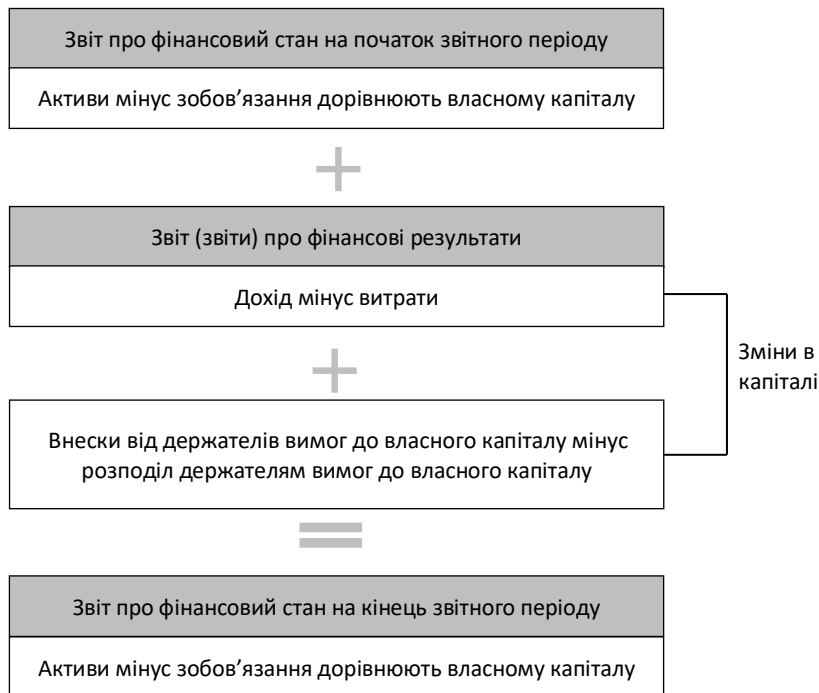 Звіт про фінансовий стан на початок звітного періоду
Активи мінус зобов’язання дорівнюють власному капіталу
+
Звіт (звіти) про фінансові результати
Дохід мінус витрати
+
Зміни в
капіталі
Внески від держателів вимог до власного капіталу мінус
розподіл держателям вимог до власного капіталу
=
Звіт про фінансовий стан на кінець звітного періоду
Активи мінус зобов’язання дорівнюють власному капіталу